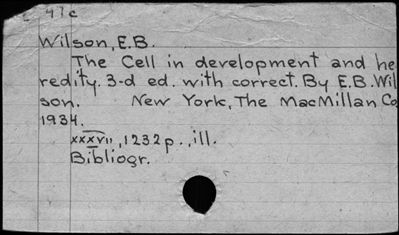 47c
Wilson, E.B.
The Cell in development and he
redity. 3-d ed. with correct. By E.B. Wil
son. New York, The MacMillan Co,
1934.
xxxvii, 1232p., ill.
Bibliogr.